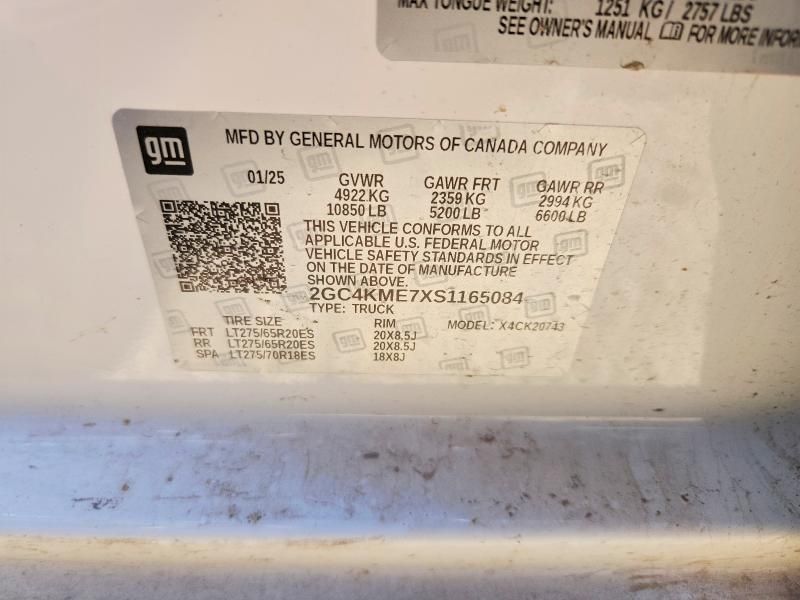 MAX TONGUE WEIGHT: 1251 KG / 2757 LBS
SEE OWNER'S MANUAL FOR MORE INFOR
gm
MFD BY GENERAL MOTORS OF CANADA COMPANY
01/25 GVWR GAWR FRT GAWR RR
4922 KG 2359 KG 2994 KG
10850 LB 5200 LB 6600 LB
THIS VEHICLE CONFORMS TO ALL
APPLICABLE U.S. FEDERAL MOTOR
VEHICLE SAFETY STANDARDS IN EFFECT
ON THE DATE OF MANUFACTURE
SHOWN ABOVE.
2GC4KME7XS1165084
TYPE: TRUCK
TIRE SIZE RIM MODEL: X4CK20743
FRT LT275/65R20ES 20X8.5J
RR LT275/65R20ES 20X8.5J
SPA LT275/70R18ES 18X8J